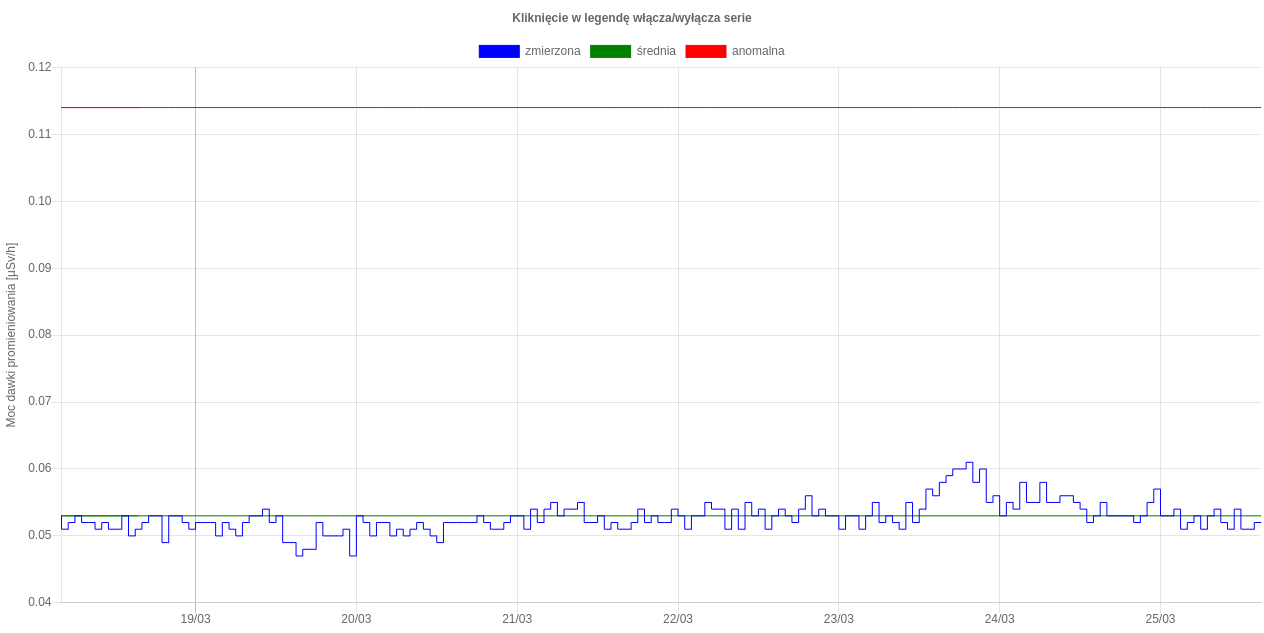 Kliknięcie w legendę włącza/wyłącza serie
zmierzona średnia anomalna
Moc dawki promieniowania [µSv/h]
0.12
0.11
0.10
0.09
0.08
0.07
0.06
0.05
0.04
19/03 20/03 21/03 22/03 23/03 24/03 25/03